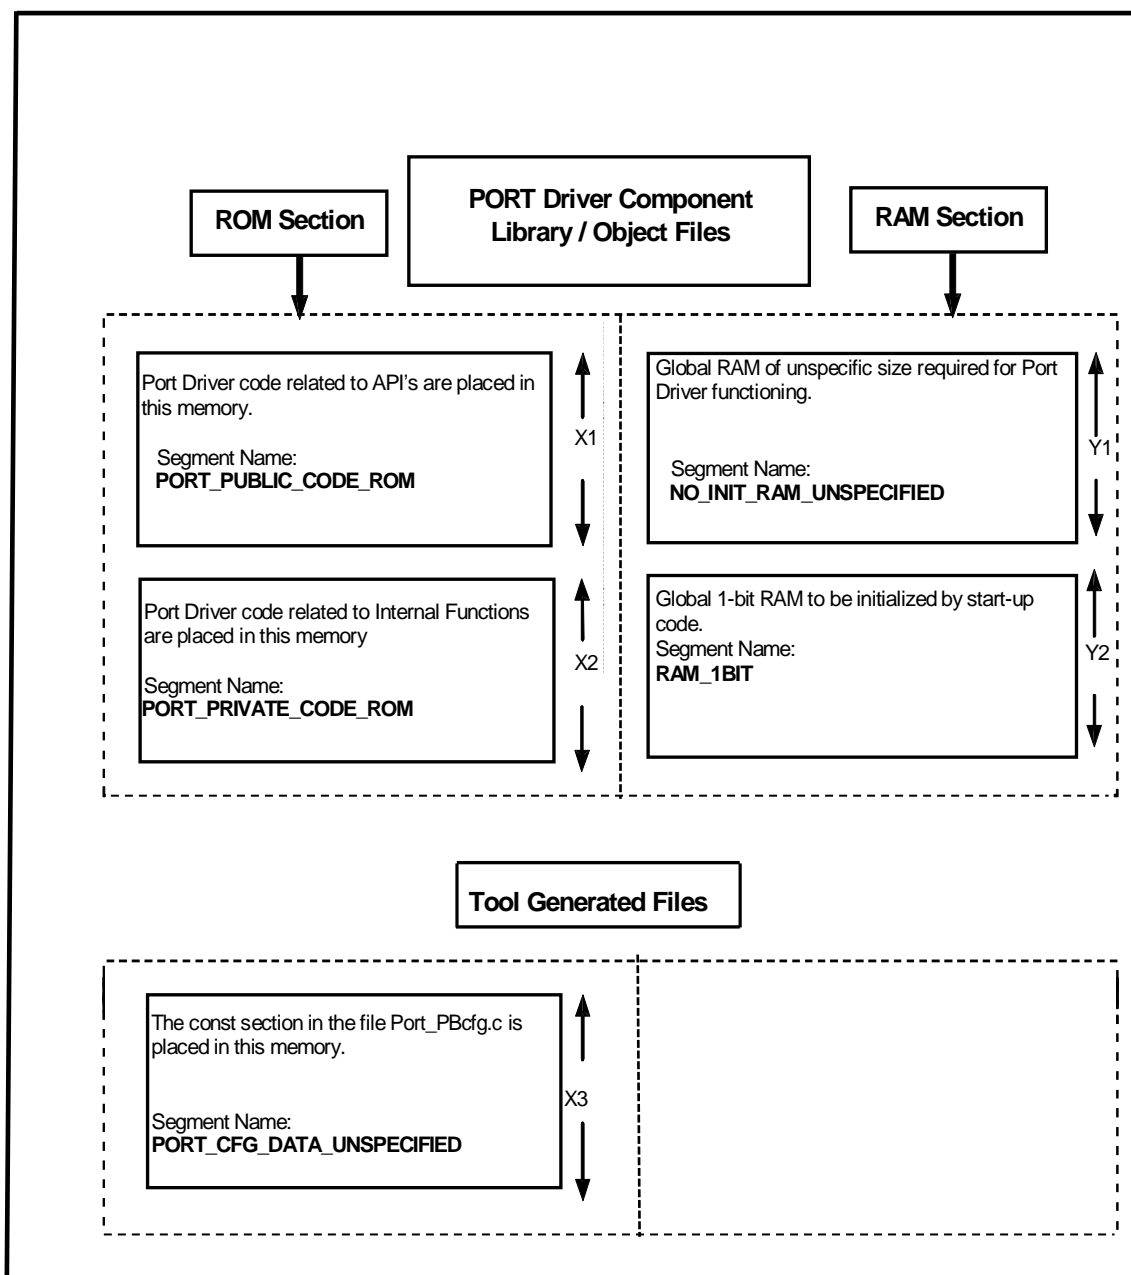 PORT Driver Component
Library / Object Files
ROM Section
RAM Section
Port Driver code related to API's are placed in
this memory.
Segment Name:
PORT_PUBLIC_CODE_ROM
X1
Global RAM of unspecific size required for Port
Driver functioning.
Segment Name:
NO_INIT_RAM_UNSPECIFIED
Y1
Port Driver code related to Internal Functions
are placed in this memory
Segment Name:
PORT_PRIVATE_CODE_ROM
X2
Global 1-bit RAM to be initialized by start-up
code.
Segment Name:
RAM_1BIT
Y2
Tool Generated Files
The const section in the file Port_PBcfg.c is
placed in this memory.
Segment Name:
PORT_CFG_DATA_UNSPECIFIED
X3